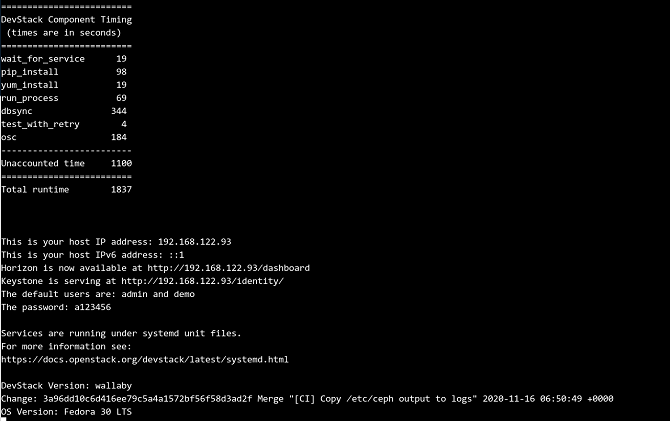 =========================
DevStack Component Timing
 (times are in seconds)
=========================
wait_for_service      19
pip_install           98
yum_install           19
run_process           69
dbsync               344
test_with_retry        4
osc                  184
-------------------------
Unaccounted time     1100
=========================
Total runtime        1837
This is your host IP address: 192.168.122.93
This is your host IPv6 address: ::1
Horizon is now available at http://192.168.122.93/dashboard
Keystone is serving at http://192.168.122.93/identity/
The default users are: admin and demo
The password: a123456
Services are running under systemd unit files.
For more information see:
https://docs.openstack.org/devstack/latest/systemd.html
DevStack Version: wallaby
Change: 3a96dd10c6d416ee79c5a4a1572bf56f58d3ad2f Merge "[CI] Copy /etc/ceph output to logs" 2020-11-16 06:50:49 +0000
OS Version: Fedora 30 LTS